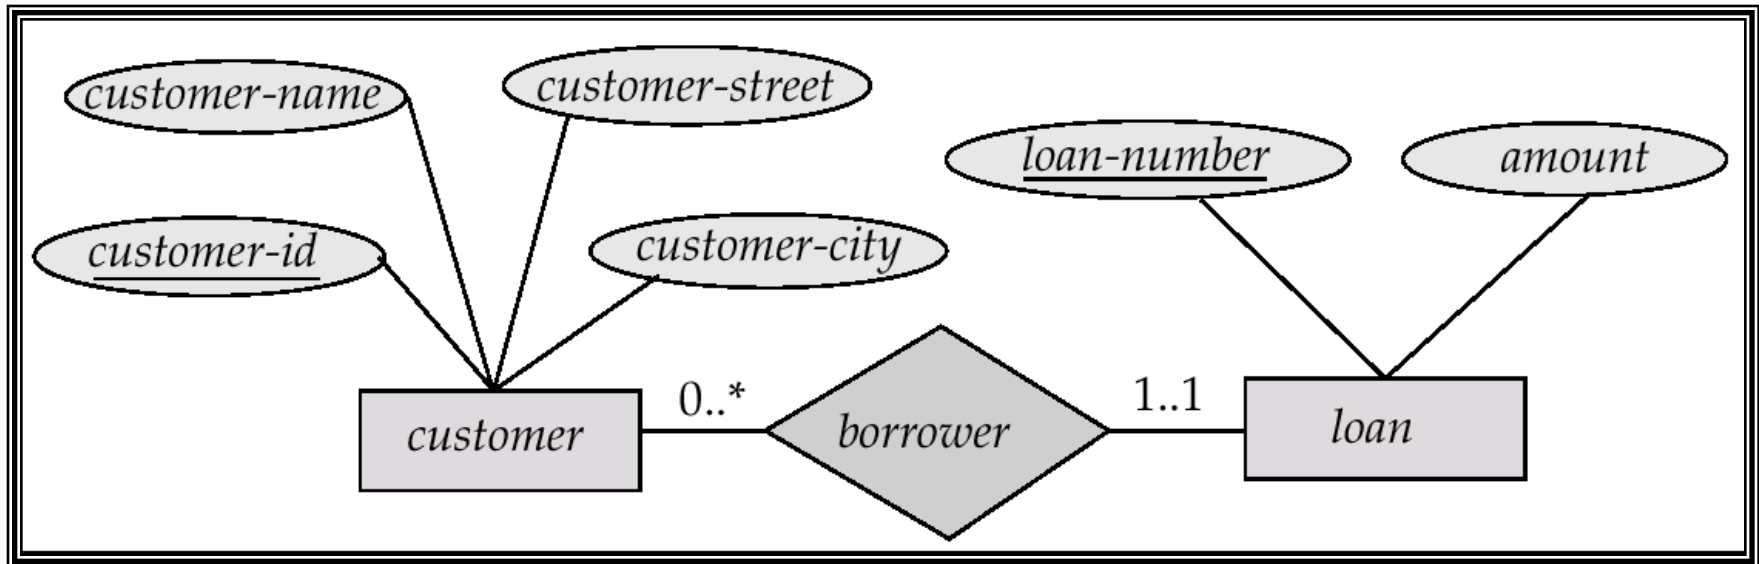 customer-name
customer-street
loan-number
amount
customer-id
customer-city
customer
0..*
borrower
1..1
loan